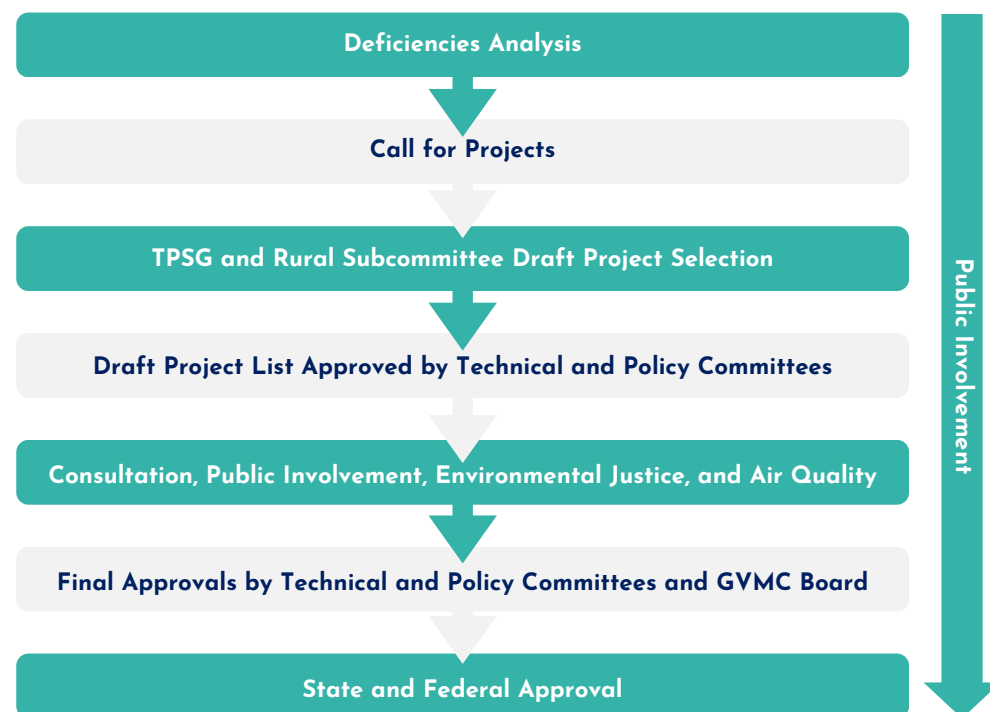 Deficiencies Analysis
Call for Projects
TPSG and Rural Subcommittee Draft Project Selection
Draft Project List Approved by Technical and Policy Committees
Consultation, Public Involvement, Environmental Justice, and Air Quality
Final Approvals by Technical and Policy Committees and GVMC Board
State and Federal Approval
Public Involvement